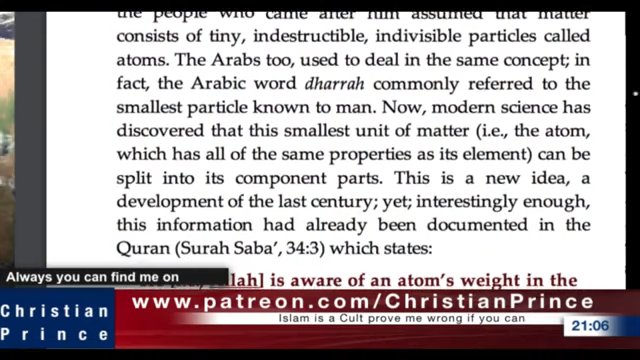 the people who came after him assumed that matter
consists of tiny, indestructible, indivisible particles called
atoms. The Arabs too, used to deal in the same concept; in
fact, the Arabic word dharrah commonly referred to the
smallest particle known to man. Now, modern science has
discovered that this smallest unit of matter (i.e., the atom,
which has all of the same properties as its element) can be
split into its component parts. This is a new idea, a
development of the last century; yet; interestingly enough,
this information had already been documented in the
Quran (Surah Saba’, 34:3) which states:
is aware of an atom’s weight in the
Always you can find me on
Christian
Prince
www.patreon.com/ChristianPrince
Islam is a Cult prove me wrong if you can
21:06